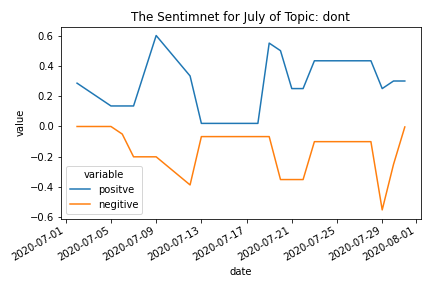 The Sentimnet for July of Topic: dont
value
0.6
0.4
0.2
0.0
−0.2
−0.4
−0.6
variable
positve
negitive
2020-07-01
2020-07-05
2020-07-09
2020-07-13
2020-07-17
2020-07-21
2020-07-25
2020-07-29
2020-08-01
date